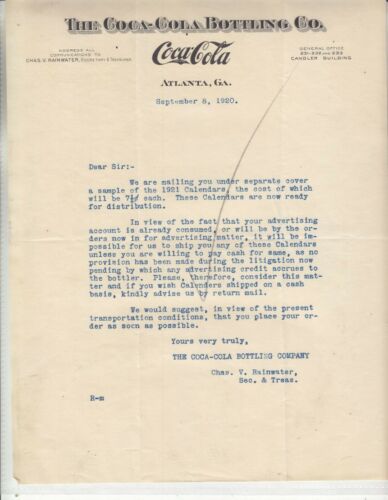 THE COCA-COLA BOTTLING CO.
ADDRESS ALL
COMMUNICATIONS TO
CHAS. V. RAINWATER, SECRETARY & TREASURER
Coca-Cola
GENERAL OFFICE
CANDLER BUILDING
ATLANTA, GA.
September 8, 1920.
Dear Sir:-
We are mailing you under separate cover
a sample of the 1921 Calendars, the cost of which
will be 7½¢ each. These Calendars are now ready
for distribution.
In view of the fact that your advertising
account is already consumed, or will be by the or-
ders now in for advertising matter, it will be im-
possible for us to ship you any of these Calendars
unless you are willing to pay cash for same, as no
provision has been made during the litigation now
pending by which any advertising credit accrues to
the bottler. Please, therefore, consider this mat-
ter and if you wish Calenders shipped on a cash
basis, kindly advise us by return mail.
We would suggest, in view of the present
transportation conditions, that you place your or-
der as soon as possible.
Yours very truly,
THE COCA-COLA BOTTLING COMPANY
Chas. V. Rainwater,
Sec. & Treas.
R-m